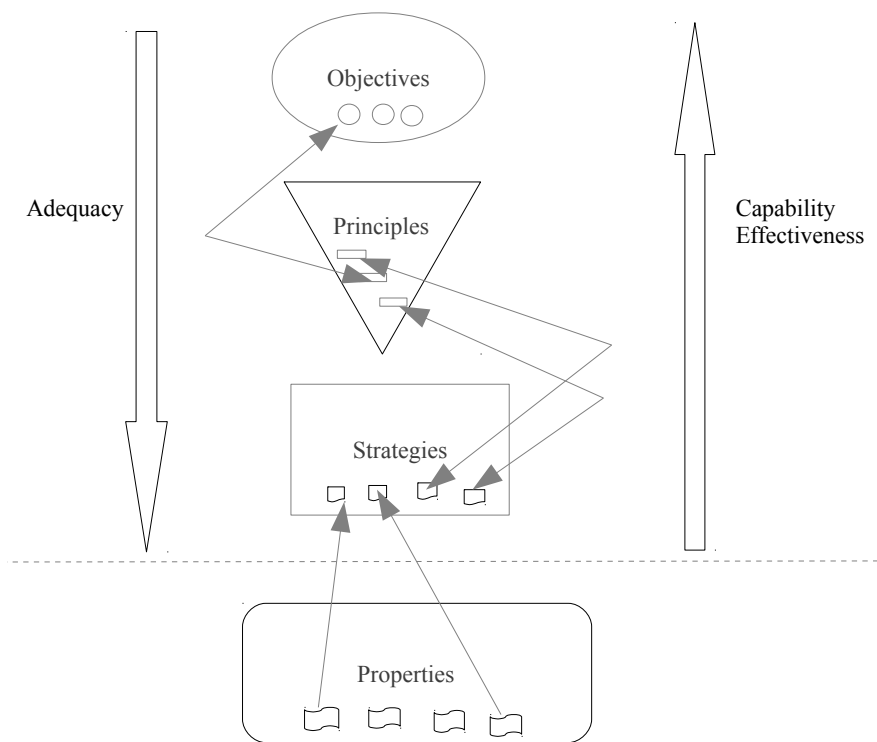 Objectives
Adequacy
Principles
Capability
Effectiveness
Strategies
Properties